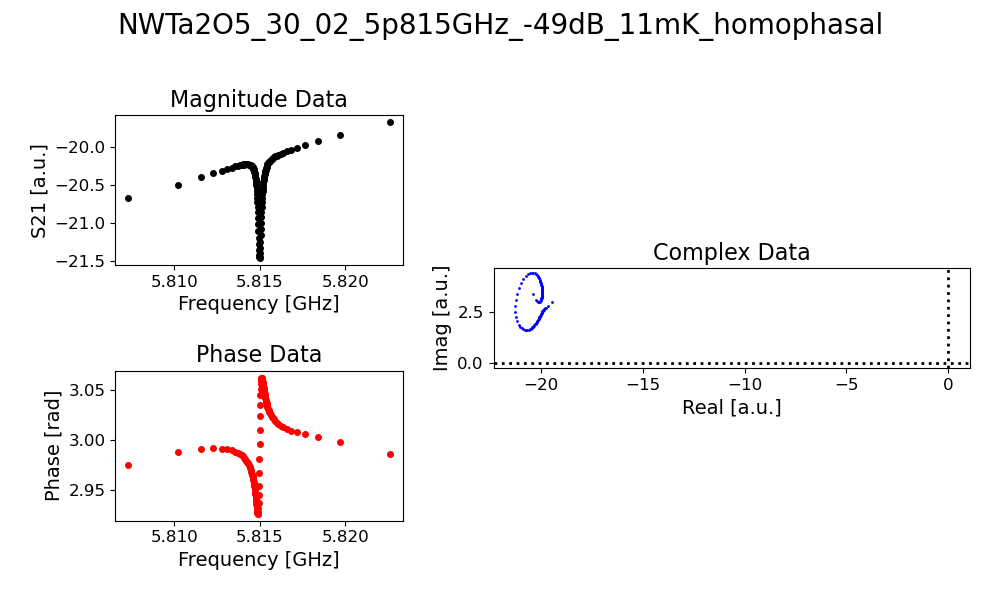 NWTa2O5_30_02_5p815GHz_-49dB_11mK_homophasal
Magnitude Data
S21 [a.u.]
−20.0
−20.5
−21.0
−21.5
5.810
5.815
5.820
Frequency [GHz]
Phase Data
Phase [rad]
3.05
3.00
2.95
5.810
5.815
5.820
Frequency [GHz]
Complex Data
Imag [a.u.]
2.5
0.0
−20
−15
−10
−5
0
Real [a.u.]